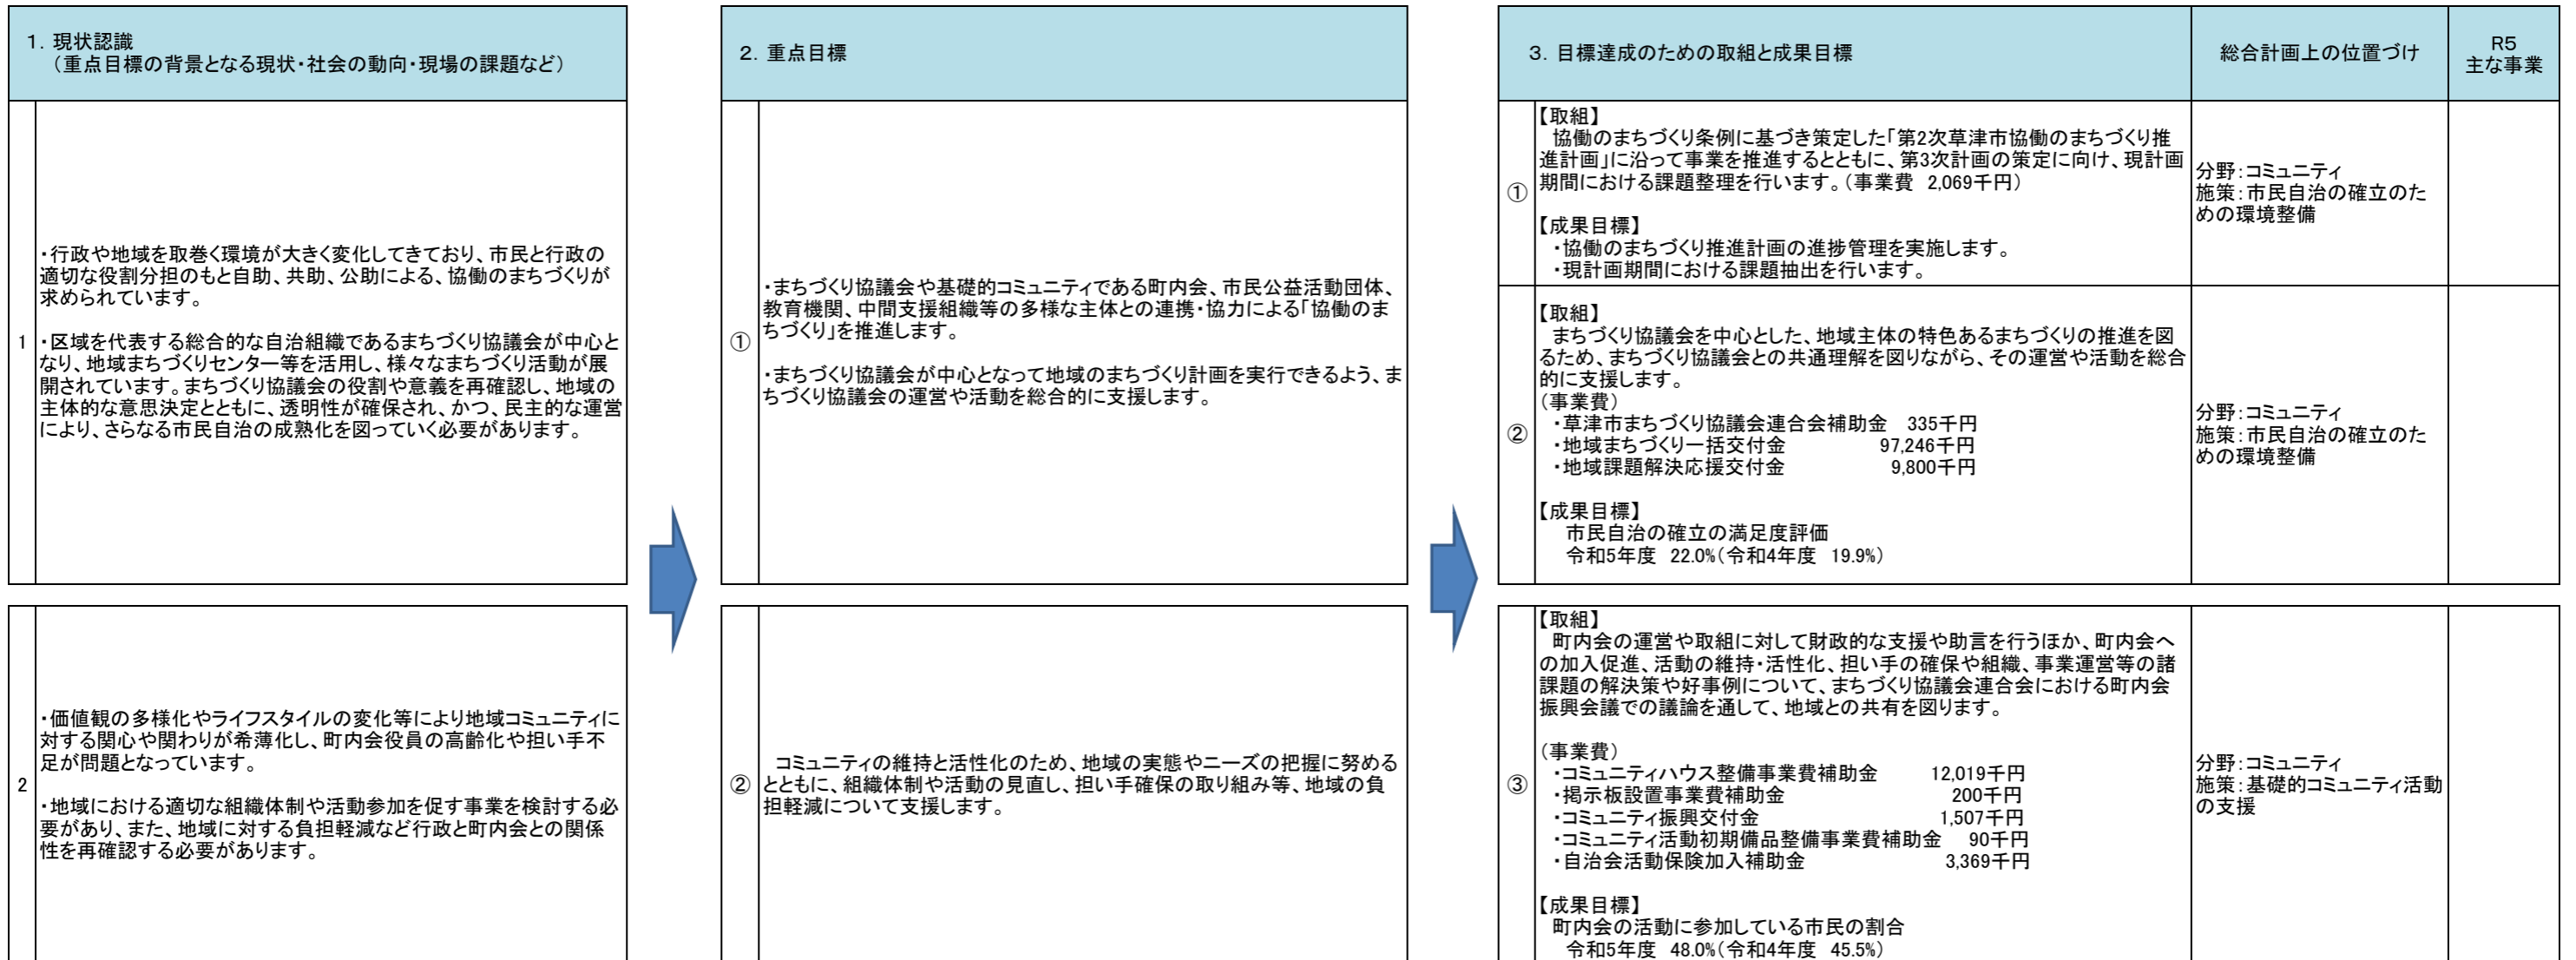 1．現状認識
（重点目標の背景となる現状・社会の動向・現場の課題など）
2．重点目標
3．目標達成のための取組と成果目標
総合計画上の位置づけ
R5
主な事業
1
・行政や地域を取巻く環境が大きく変化してきており、市民と行政の
適切な役割分担のもと自助、共助、公助による、協働のまちづくりが
求められています。
・区域を代表する総合的な自治組織であるまちづくり協議会が中心と
なり、地域まちづくりセンター等を活用し、様々なまちづくり活動が展
開されています。まちづくり協議会の役割や意義を再確認し、地域の
主体的な意思決定とともに、透明性が確保され、かつ、民主的な運営
により、さらなる市民自治の成熟化を図っていく必要があります。
①
・まちづくり協議会や基礎的コミュニティである町内会、市民公益活動団体、
教育機関、中間支援組織等の多様な主体との連携・協力による「協働のま
ちづくり」を推進します。
・まちづくり協議会が中心となって地域のまちづくり計画を実行できるよう、ま
ちづくり協議会の運営や活動を総合的に支援します。
①
【取組】
協働のまちづくり条例に基づき策定した「第2次草津市協働のまちづくり推
進計画」に沿って事業を推進するとともに、第3次計画の策定に向け、現計画
期間における課題整理を行います。（事業費 2,069千円）
【成果目標】
・協働のまちづくり推進計画の進捗管理を実施します。
・現計画期間における課題抽出を行います。
分野：コミュニティ
施策：市民自治の確立のた
めの環境整備
②
【取組】
まちづくり協議会を中心とした、地域主体の特色あるまちづくりの推進を図
るため、まちづくり協議会との共通理解を図りながら、その運営や活動を総合
的に支援します。
（事業費）
・草津市まちづくり協議会連合会補助金 335千円
・地域まちづくり一括交付金 97,246千円
・地域課題解決応援交付金 9,800千円
【成果目標】
市民自治の確立の満足度評価
令和5年度 22.0%（令和4年度 19.9%）
分野：コミュニティ
施策：市民自治の確立のた
めの環境整備
2
・価値観の多様化やライフスタイルの変化等により地域コミュニティに
対する関心や関わりが希薄化し、町内会役員の高齢化や担い手不
足が問題となっています。
・地域における適切な組織体制や活動参加を促す事業を検討する必
要があり、また、地域に対する負担軽減など行政と町内会との関係
性を再確認する必要があります。
②
コミュニティの維持と活性化のため、地域の実態やニーズの把握に努める
とともに、組織体制や活動の見直し、担い手確保の取り組み等、地域の負
担軽減について支援します。
③
【取組】
町内会の運営や取組に対して財政的な支援や助言を行うほか、町内会へ
の加入促進、活動の維持・活性化、担い手の確保や組織、事業運営等の諸
課題の解決策や好事例について、まちづくり協議会連合会における町内会
振興会議での議論を通して、地域との共有を図ります。
（事業費）
・コミュニティハウス整備事業費補助金 12,019千円
・掲示板設置事業費補助金 200千円
・コミュニティ振興交付金 1,507千円
・コミュニティ活動初期備品整備事業費補助金 90千円
・自治会活動保険加入補助金 3,369千円
【成果目標】
町内会の活動に参加している市民の割合
令和5年度 48.0%（令和4年度 45.5%）
分野：コミュニティ
施策：基礎的コミュニティ活動
の支援